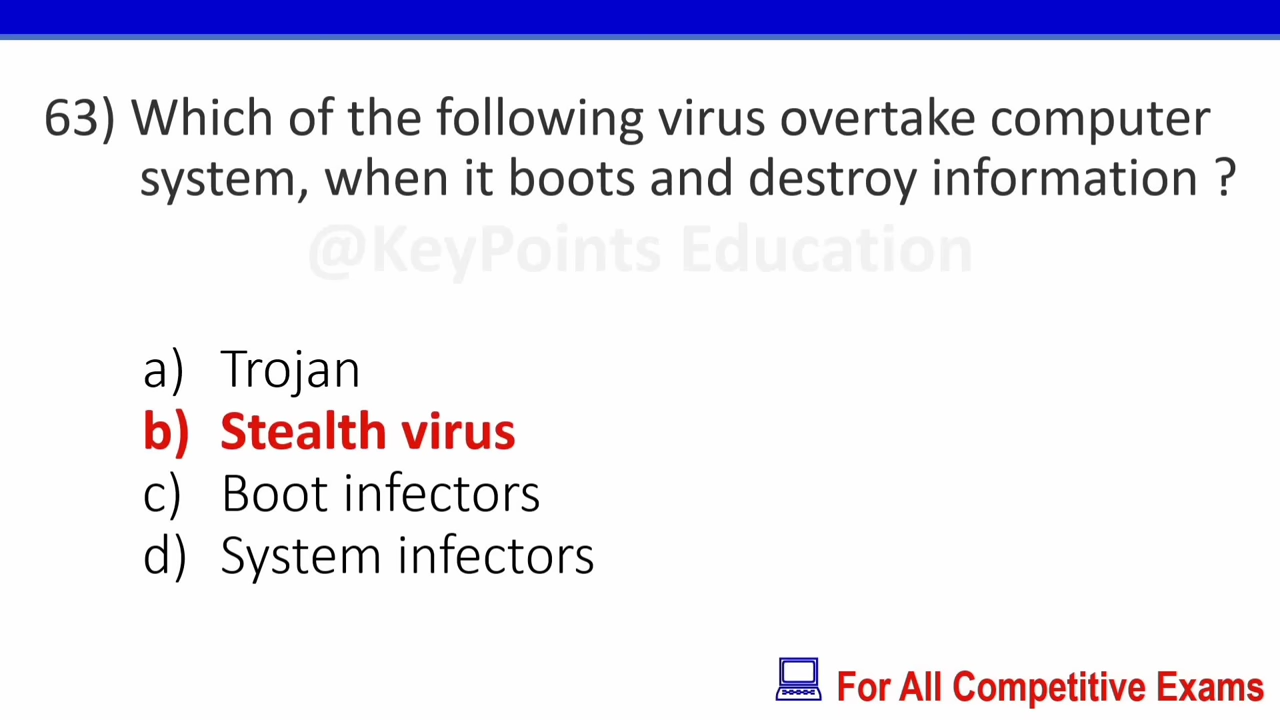 63) Which of the following virus overtake computer
system, when it boots and destroy information ?
@KeyPoints Education
a) Trojan
b) Stealth virus
c) Boot infectors
d) System infectors
For All Competitive Exams